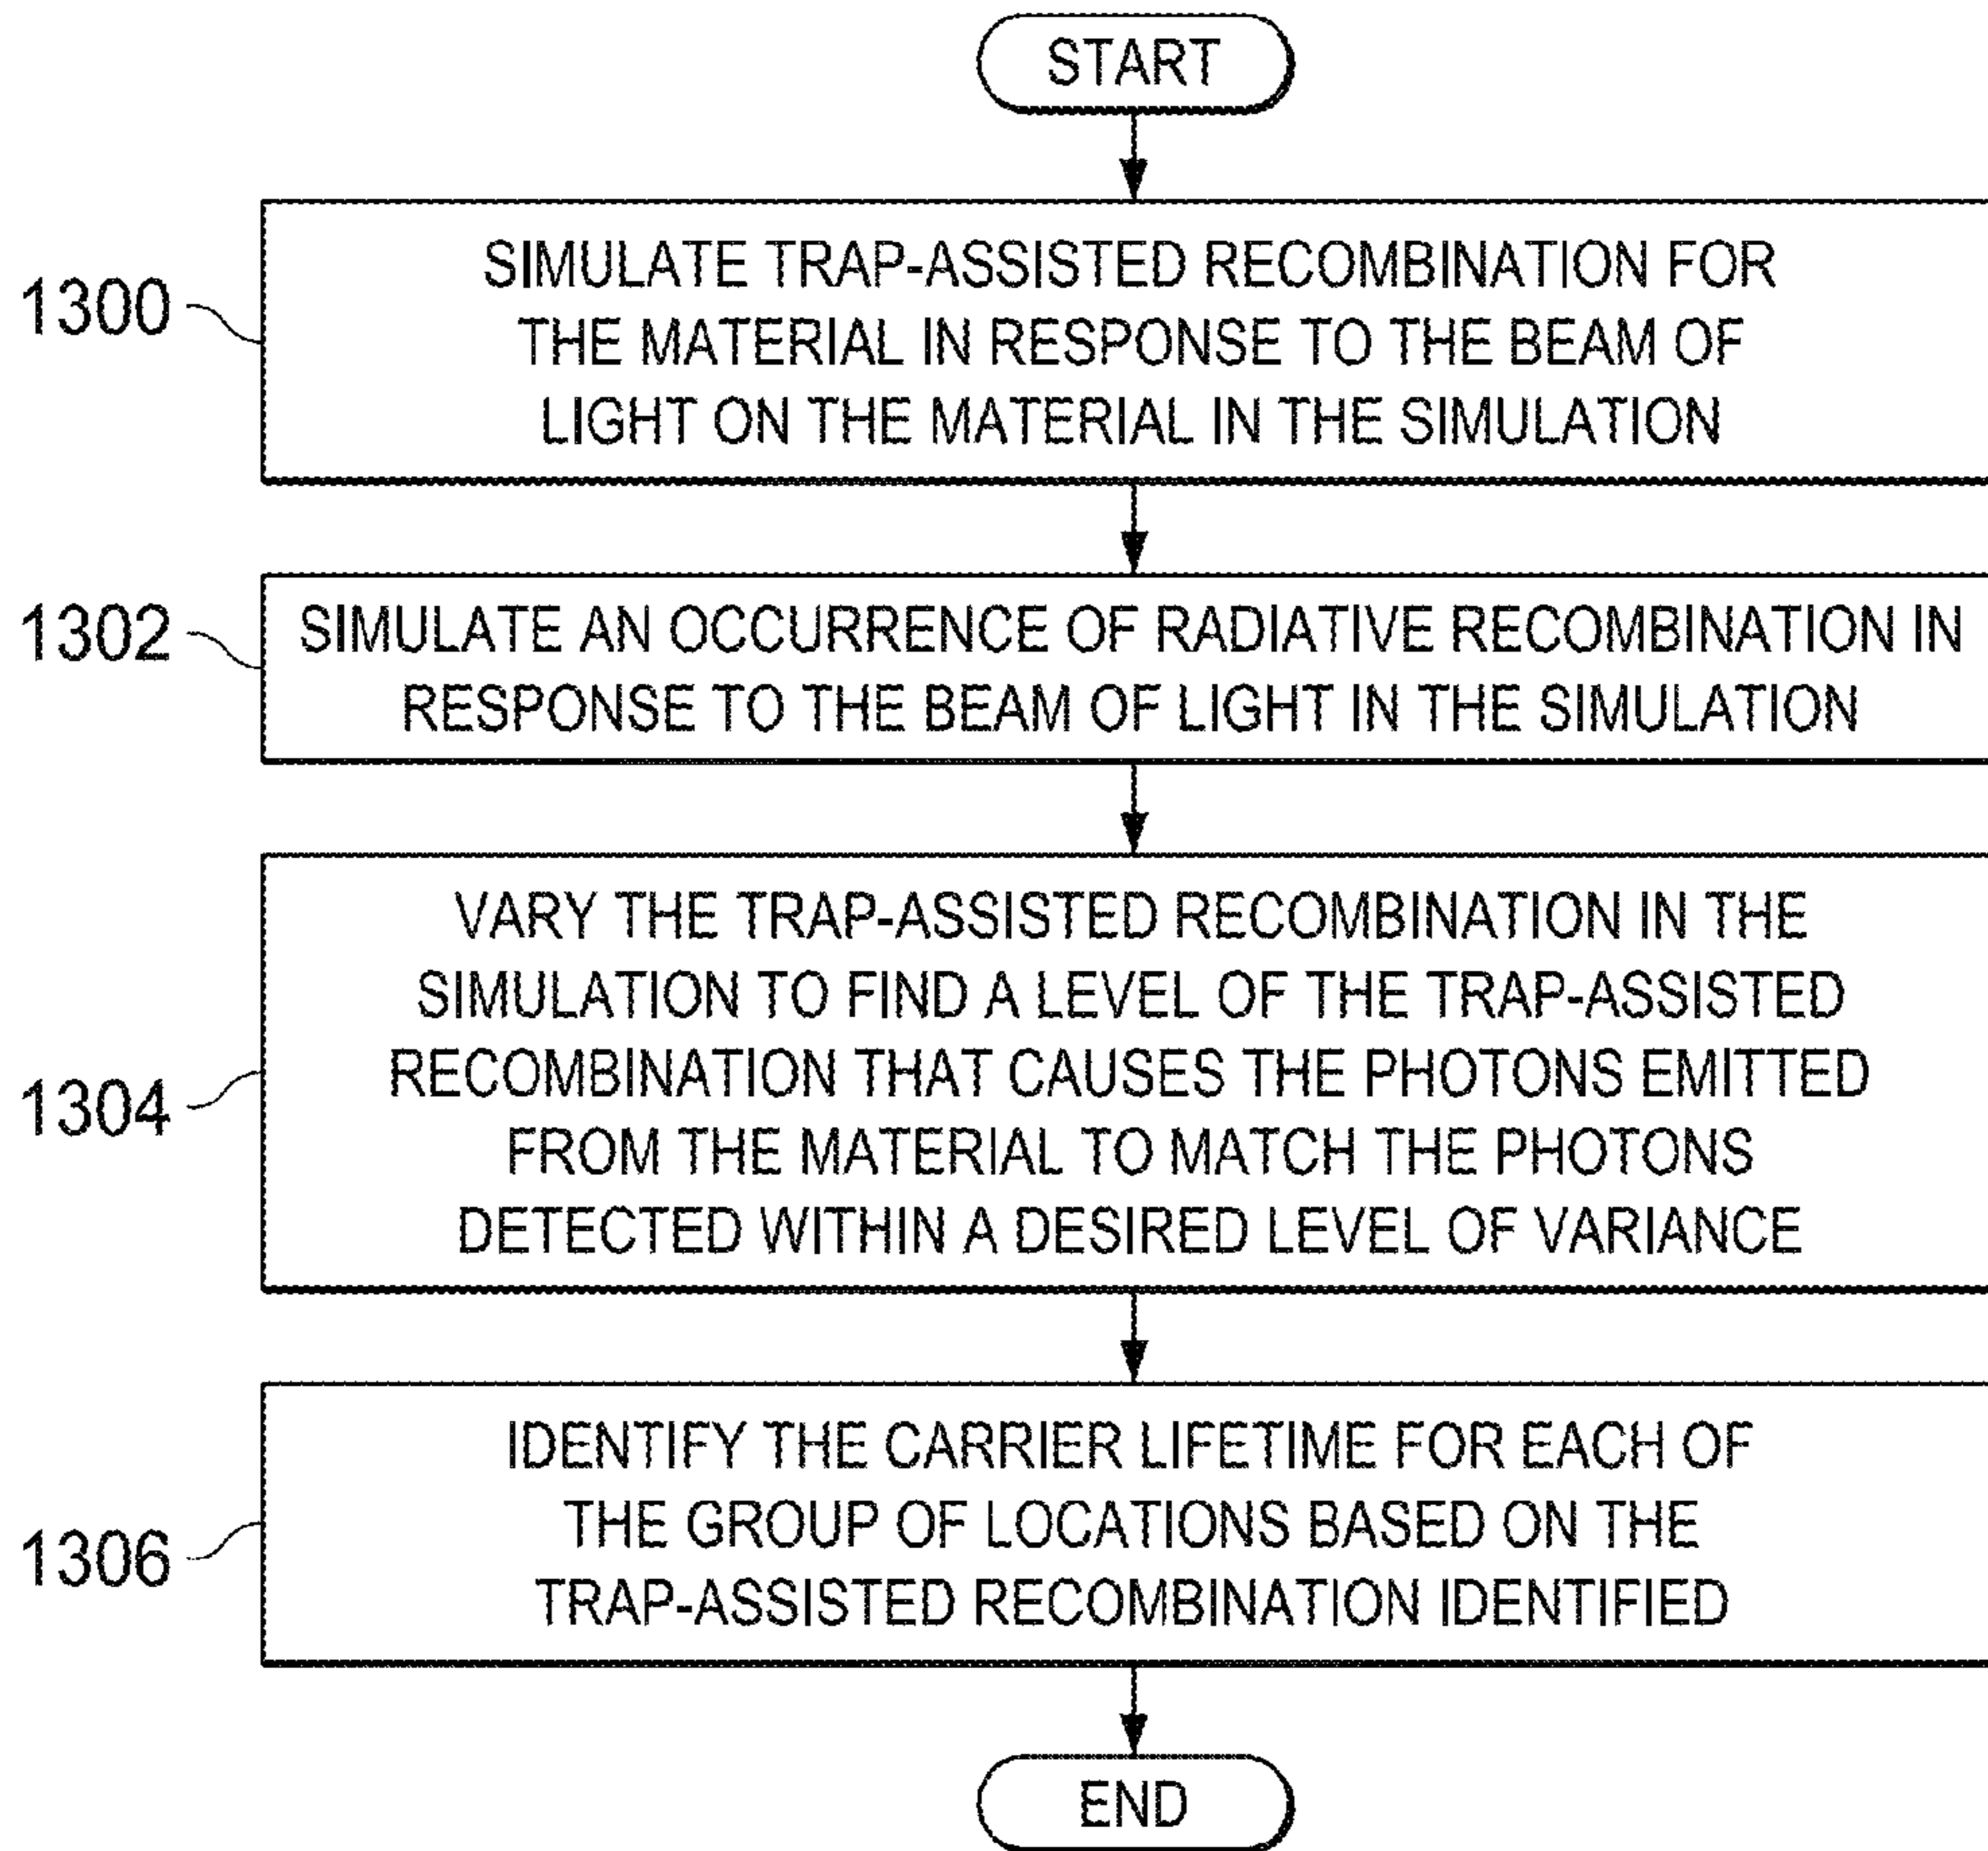 START
1300
SIMULATE TRAP-ASSISTED RECOMBINATION FOR
THE MATERIAL IN RESPONSE TO THE BEAM OF
LIGHT ON THE MATERIAL IN THE SIMULATION
1302
SIMULATE AN OCCURRENCE OF RADIATIVE RECOMBINATION IN
RESPONSE TO THE BEAM OF LIGHT IN THE SIMULATION
1304
VARY THE TRAP-ASSISTED RECOMBINATION IN THE
SIMULATION TO FIND A LEVEL OF THE TRAP-ASSISTED
RECOMBINATION THAT CAUSES THE PHOTONS EMITTED
FROM THE MATERIAL TO MATCH THE PHOTONS
DETECTED WITHIN A DESIRED LEVEL OF VARIANCE
1306
IDENTIFY THE CARRIER LIFETIME FOR EACH OF
THE GROUP OF LOCATIONS BASED ON THE
TRAP-ASSISTED RECOMBINATION IDENTIFIED
END